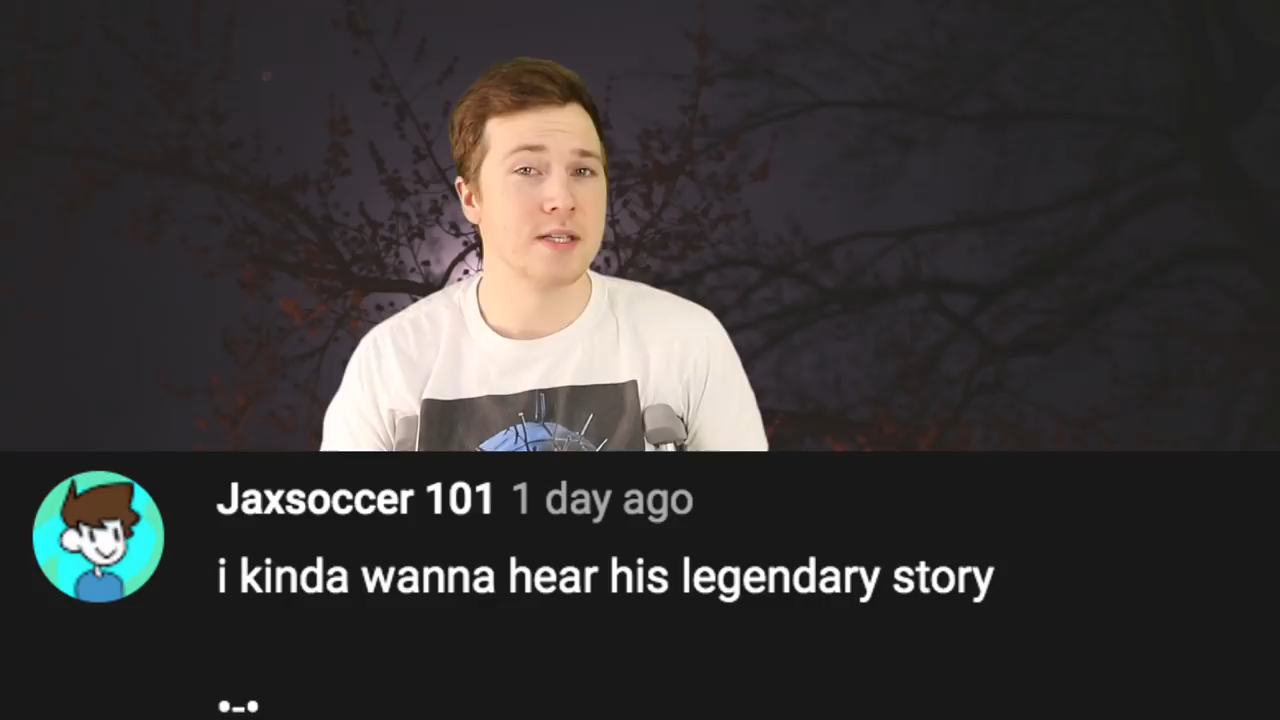 Jaxsoccer 101 1 day ago
i kinda wanna hear his legendary story
•-•